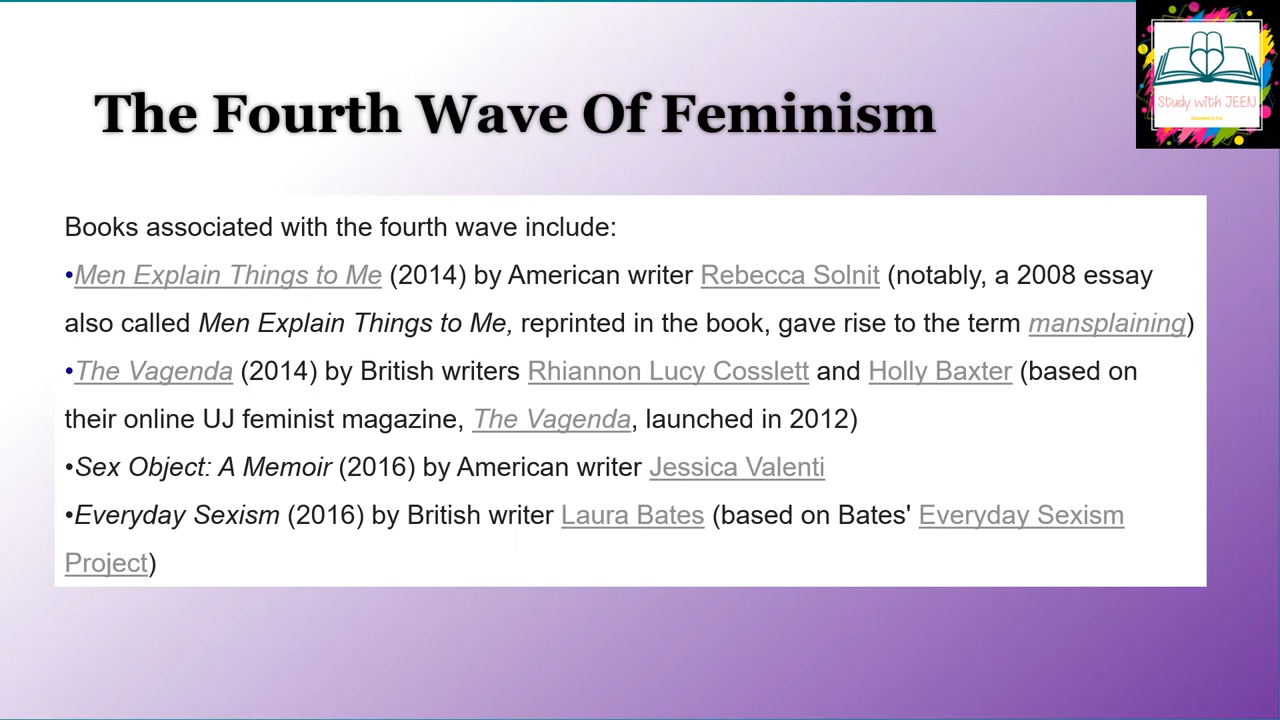 Study with JEEN
Education & Fun
The Fourth Wave Of Feminism
Books associated with the fourth wave include:
•Men Explain Things to Me (2014) by American writer Rebecca Solnit (notably, a 2008 essay
also called Men Explain Things to Me, reprinted in the book, gave rise to the term mansplaining)
•The Vagenda (2014) by British writers Rhiannon Lucy Cosslett and Holly Baxter (based on
their online UJ feminist magazine, The Vagenda, launched in 2012)
•Sex Object: A Memoir (2016) by American writer Jessica Valenti
•Everyday Sexism (2016) by British writer Laura Bates (based on Bates' Everyday Sexism
Project)